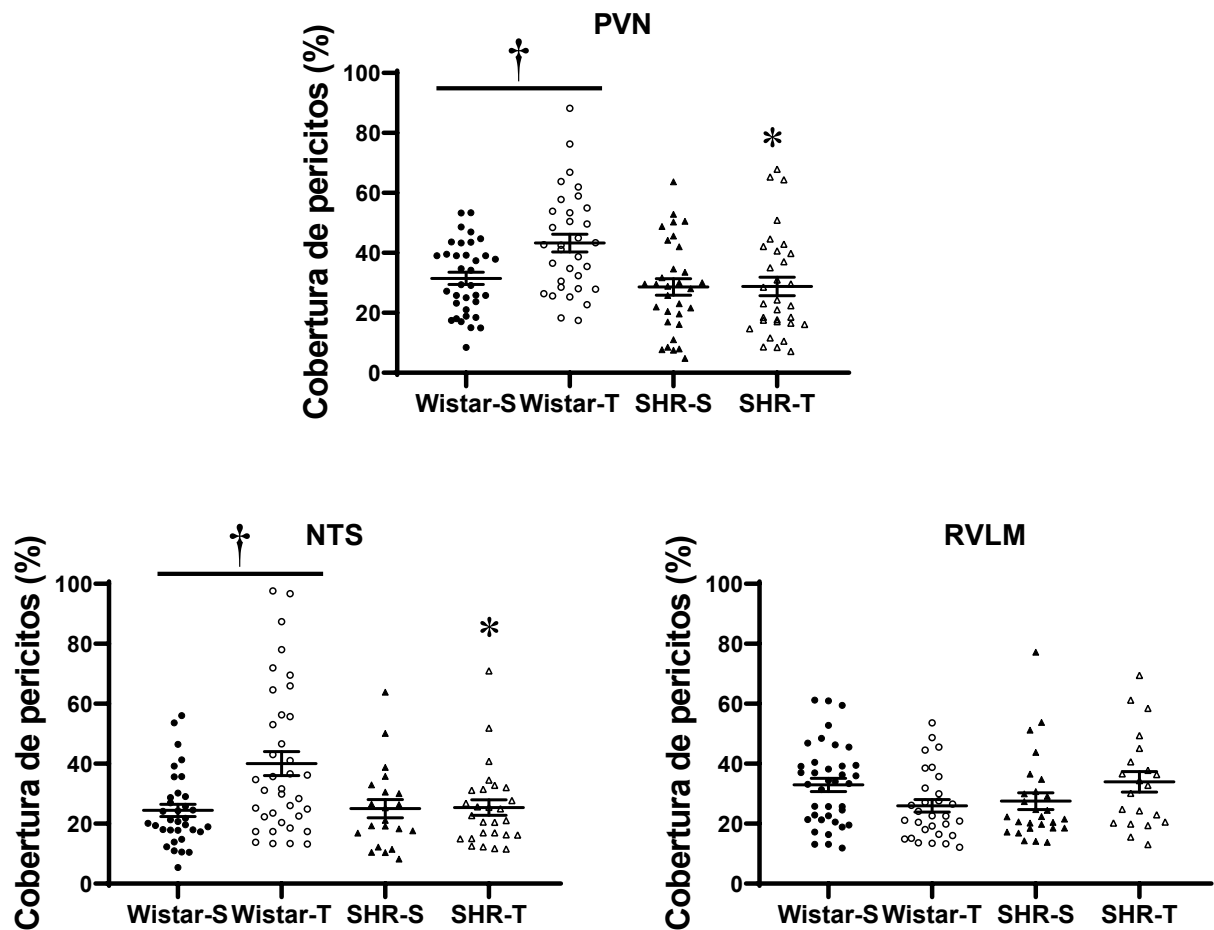 PVN
Cobertura de pericitos (%)
†
*
100
80
60
40
20
0
Wistar-S Wistar-T SHR-S SHR-T
NTS
Cobertura de pericitos (%)
†
*
100
80
60
40
20
0
Wistar-S Wistar-T SHR-S SHR-T
RVLM
Cobertura de pericitos (%)
100
80
60
40
20
0
Wistar-S Wistar-T SHR-S SHR-T